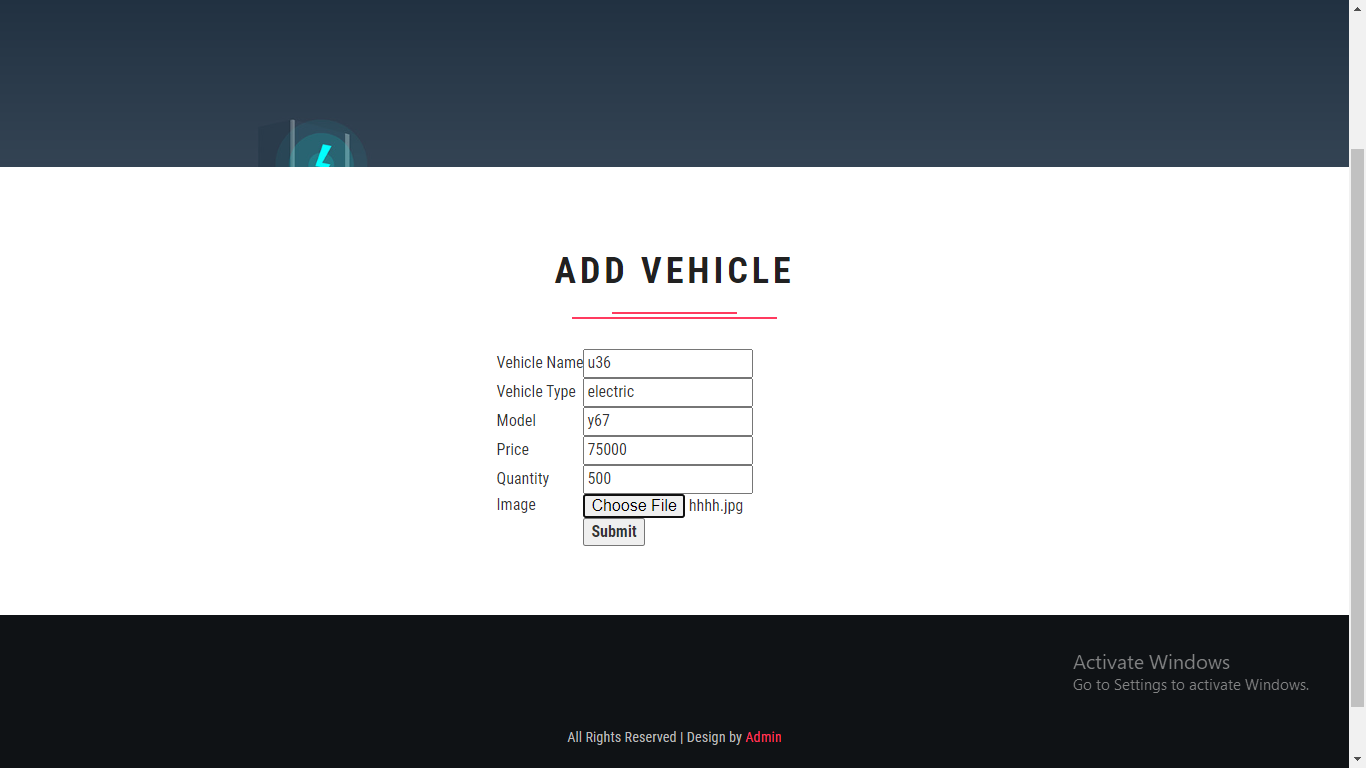 ADD VEHICLE
Vehicle Name u36
Vehicle Type electric
Model y67
Price 75000
Quantity 500
Image Choose File hhhh.jpg
Submit
Activate Windows
Go to Settings to activate Windows.
All Rights Reserved | Design by Admin